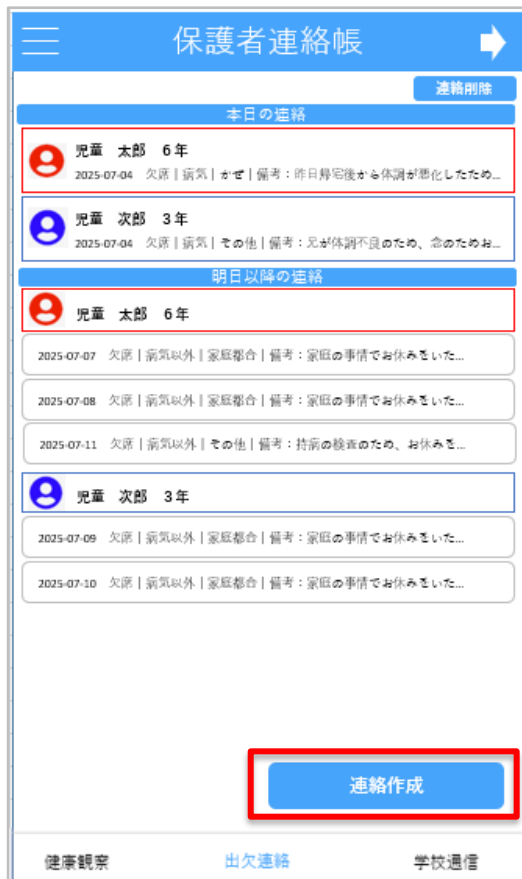 保護者連絡帳
連絡削除
本日の連絡
児童 太郎 6年
2025-07-04 欠席 | 病気 | かぜ | 備考：昨日帰宅後から体調が悪化したため...
児童 次郎 3年
2025-07-04 欠席 | 病気 | その他 | 備考：兄が体調不良のため、念のためお...
明日以降の連絡
児童 太郎 6年
2025-07-07 欠席 | 病気以外 | 家庭都合 | 備考：家庭の事情でお休みをいた...
2025-07-08 欠席 | 病気以外 | 家庭都合 | 備考：家庭の事情でお休みをいた...
2025-07-11 欠席 | 病気以外 | その他 | 備考：持病の検査のため、お休みを...
児童 次郎 3年
2025-07-09 欠席 | 病気以外 | 家庭都合 | 備考：家庭の事情でお休みをいた...
2025-07-10 欠席 | 病気以外 | 家庭都合 | 備考：家庭の事情でお休みをいた...
連絡作成
健康観察 出欠連絡 学校通信